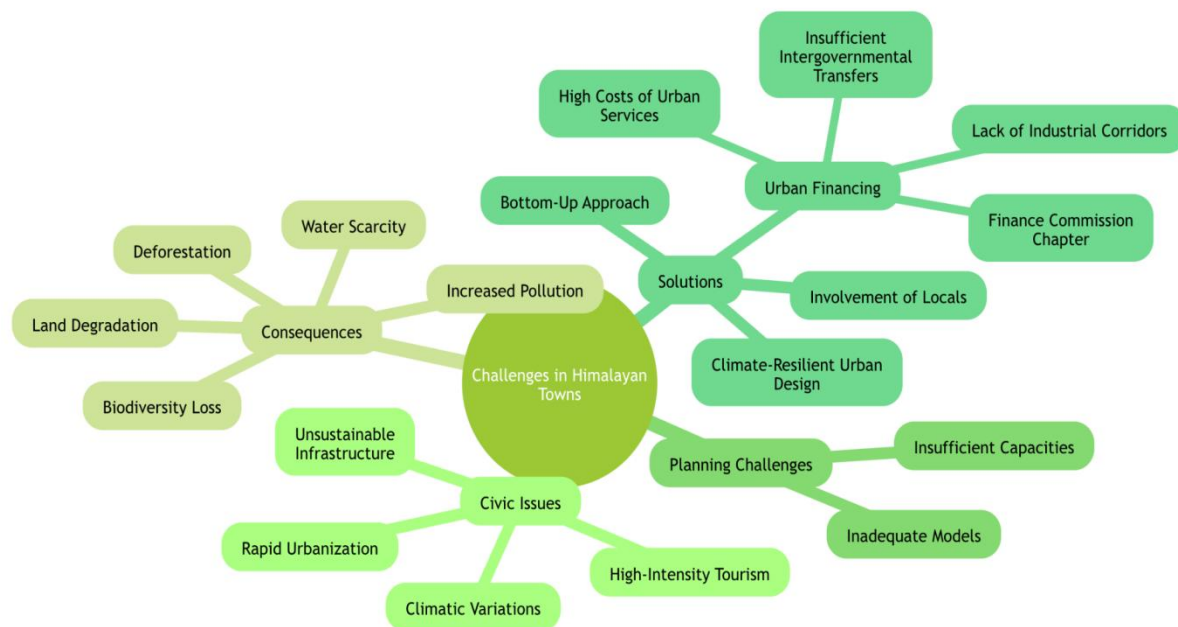 Challenges in Himalayan
Towns
Consequences
Water Scarcity
Deforestation
Land Degradation
Biodiversity Loss
Increased Pollution
Solutions
Bottom-Up Approach
Urban Financing
High Costs of Urban
Services
Insufficient
Intergovernmental
Transfers
Lack of Industrial Corridors
Finance Commission
Chapter
Involvement of Locals
Climate-Resilient Urban
Design
Planning Challenges
Insufficient Capacities
Inadequate Models
Civic Issues
Unsustainable
Infrastructure
Rapid Urbanization
Climatic Variations
High-Intensity Tourism